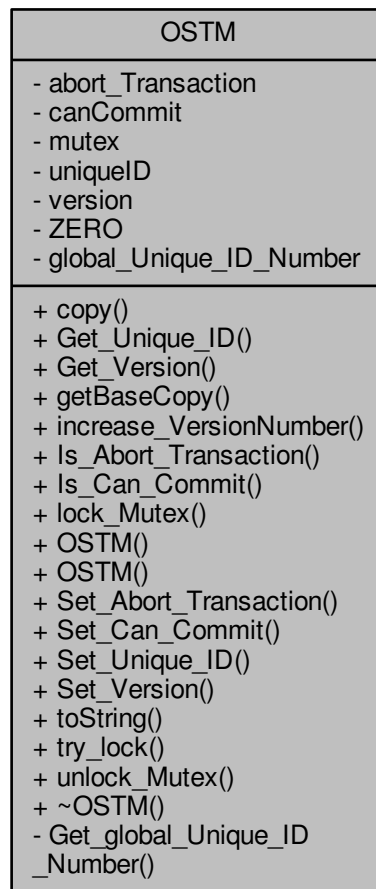 OSTM
- abort_Transaction
- canCommit
- mutex
- uniqueID
- version
- ZERO
- global_Unique_ID_Number
+ copy()
+ Get_Unique_ID()
+ Get_Version()
+ getBaseCopy()
+ increase_VersionNumber()
+ Is_Abort_Transaction()
+ Is_Can_Commit()
+ lock_Mutex()
+ OSTM()
+ OSTM()
+ Set_Abort_Transaction()
+ Set_Can_Commit()
+ Set_Unique_ID()
+ Set_Version()
+ toString()
+ try_lock()
+ unlock_Mutex()
+ ~OSTM()
- Get_global_Unique_ID
_Number()